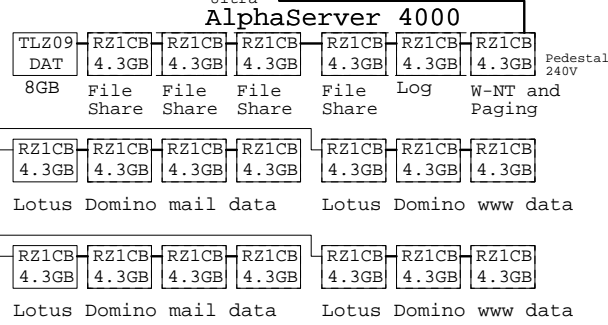 Ultra
AlphaServer 4000
TLZ09 RZ1CB RZ1CB RZ1CB RZ1CB RZ1CB RZ1CB
DAT 4.3GB 4.3GB 4.3GB 4.3GB 4.3GB 4.3GB
Pedestal
240V
8GB File File File File Log W-NT and
Share Share Share Share Paging
RZ1CB RZ1CB RZ1CB RZ1CB RZ1CB RZ1CB RZ1CB
4.3GB 4.3GB 4.3GB 4.3GB 4.3GB 4.3GB 4.3GB
Lotus Domino mail data Lotus Domino www data
RZ1CB RZ1CB RZ1CB RZ1CB RZ1CB RZ1CB RZ1CB
4.3GB 4.3GB 4.3GB 4.3GB 4.3GB 4.3GB 4.3GB
Lotus Domino mail data Lotus Domino www data